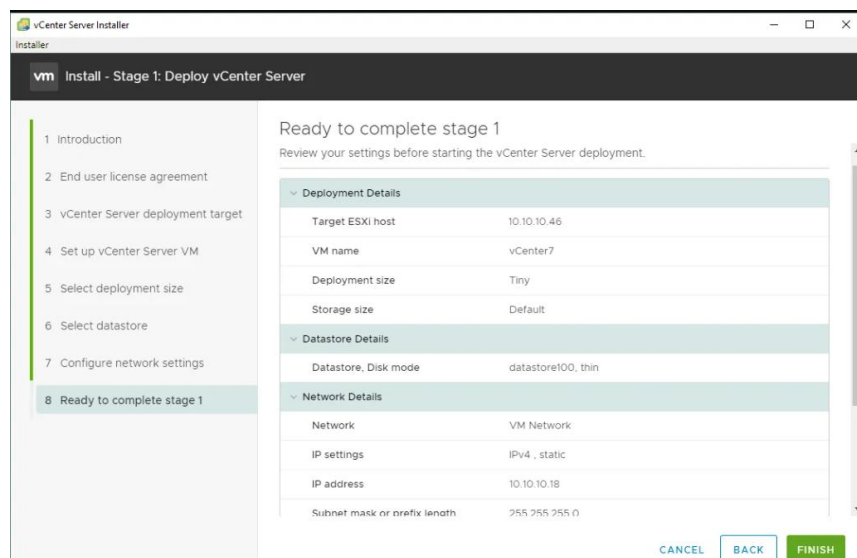 vCenter Server Installer
Installer
vm Install - Stage 1: Deploy vCenter Server
1 Introduction
2 End user license agreement
3 vCenter Server deployment target
4 Set up vCenter Server VM
5 Select deployment size
6 Select datastore
7 Configure network settings
8 Ready to complete stage 1
Ready to complete stage 1
Review your settings before starting the vCenter Server deployment.
Deployment Details
Target ESXi host 10.10.10.46
VM name vCenter7
Deployment size Tiny
Storage size Default
Datastore Details
Datastore, Disk mode datastore100, thin
Network Details
Network VM Network
IP settings IPv4 , static
IP address 10.10.10.18
Subnet mask or prefix length 255.255.255.0
CANCEL BACK FINISH